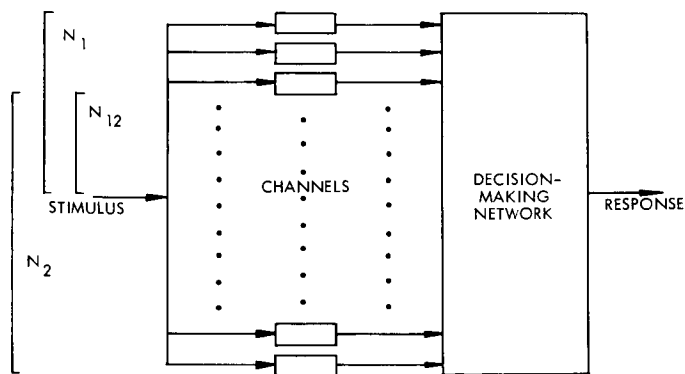 N1
N12
STIMULUS
N2
CHANNELS
DECISION-
MAKING
NETWORK
RESPONSE